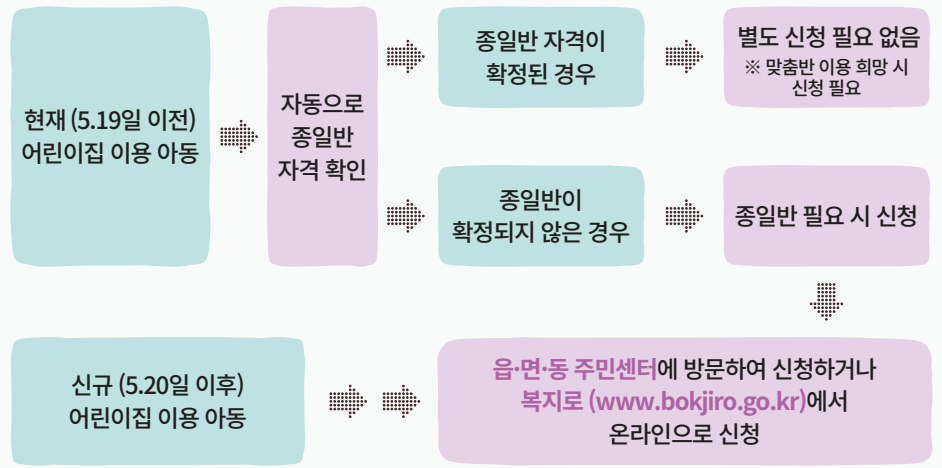 현재 (5.19일 이전)
어린이집 이용 아동
자동으로
종일반
자격 확인
종일반 자격이
확정된 경우
별도 신청 필요 없음
※ 맞춤반 이용 희망 시
신청 필요
종일반이
확정되지 않은 경우
종일반 필요 시 신청
신규 (5.20일 이후)
어린이집 이용 아동
읍·면·동 주민센터에 방문하여 신청하거나
복지로 (www.bokjiro.go.kr)에서
온라인으로 신청